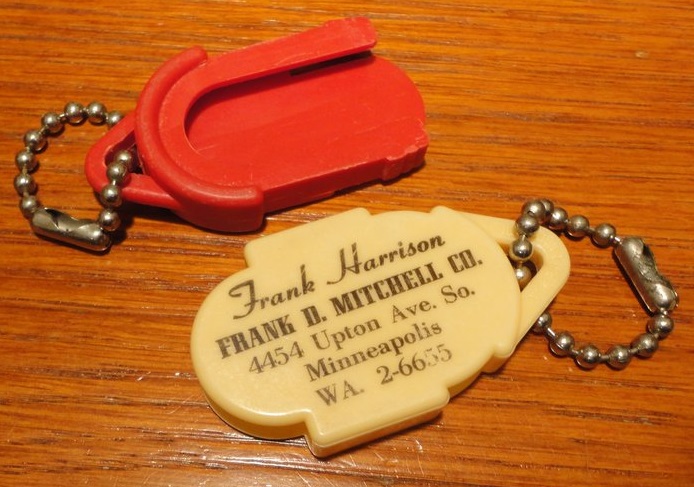 Frank Harrison
FRANK D. MITCHELL CO.
4454 Upton Ave. So.
Minneapolis
WA. 2-6655